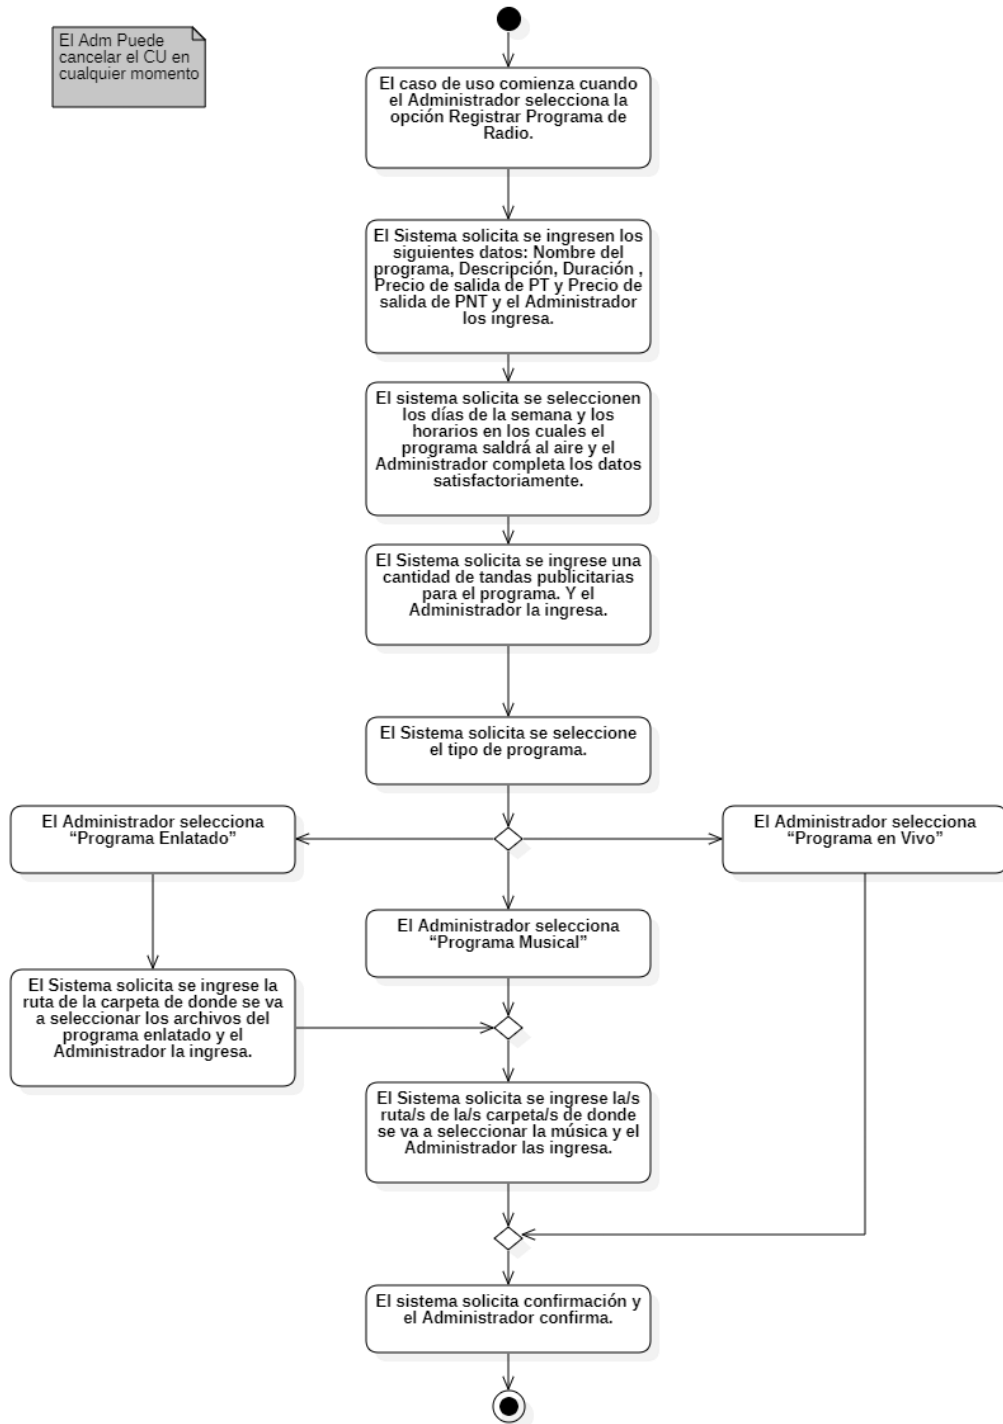 El Adm Puede
cancelar el CU en
cualquier momento
El caso de uso comienza cuando
el Administrador selecciona la
opción Registrar Programa de
Radio.
El Sistema solicita se ingresen los
siguientes datos: Nombre del
programa, Descripción, Duración ,
Precio de salida de PT y Precio de
salida de PNT y el Administrador
los ingresa.
El sistema solicita se seleccionen
los días de la semana y los
horarios en los cuales el
programa saldrá al aire y el
Administrador completa los datos
satisfactoriamente.
El Sistema solicita se ingrese una
cantidad de tandas publicitarias
para el programa. Y el
Administrador la ingresa.
El Sistema solicita se seleccione
el tipo de programa.
El Administrador selecciona
“Programa Enlatado”
El Administrador selecciona
“Programa en Vivo”
El Administrador selecciona
“Programa Musical”
El Sistema solicita se ingrese la
ruta de la carpeta de donde se va
a seleccionar los archivos del
programa enlatado y el
Administrador la ingresa.
El Sistema solicita se ingrese la/s
ruta/s de la/s carpeta/s de donde
se va a seleccionar la música y el
Administrador las ingresa.
El sistema solicita confirmación y
el Administrador confirma.